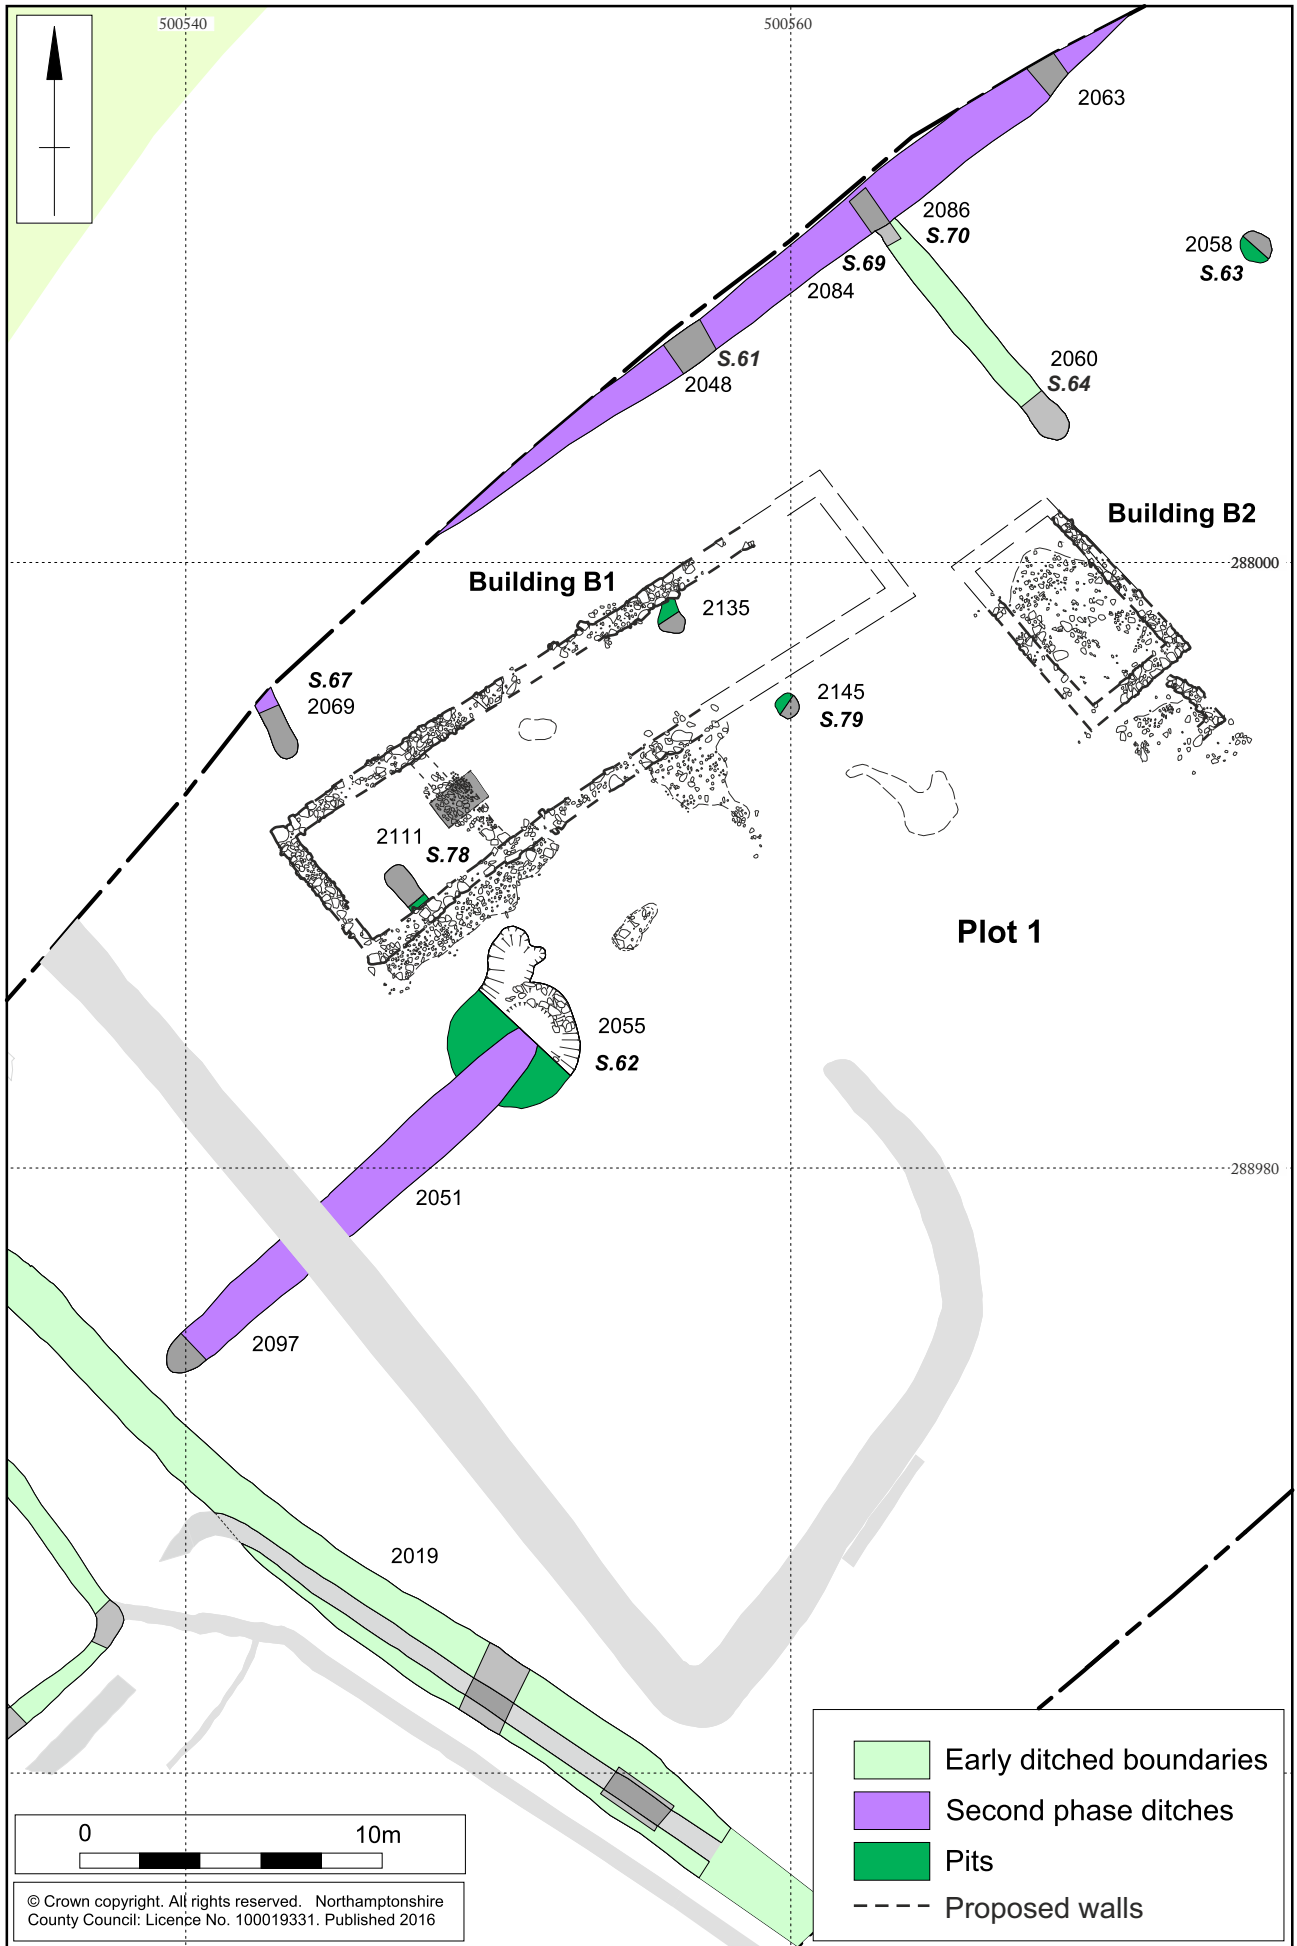 500540
500560
2063
2086
S.70
2058
S.63
S.69
2084
2060
S.64
S.61
2048
Building B2
288000
Building B1
2135
S.67
2069
2145
S.79
2111
S.78
Plot 1
2055
S.62
288980
2051
2097
2019
0 10m
© Crown copyright. All rights reserved. Northamptonshire
County Council: Licence No. 100019331. Published 2016
Early ditched boundaries
Second phase ditches
Pits
Proposed walls